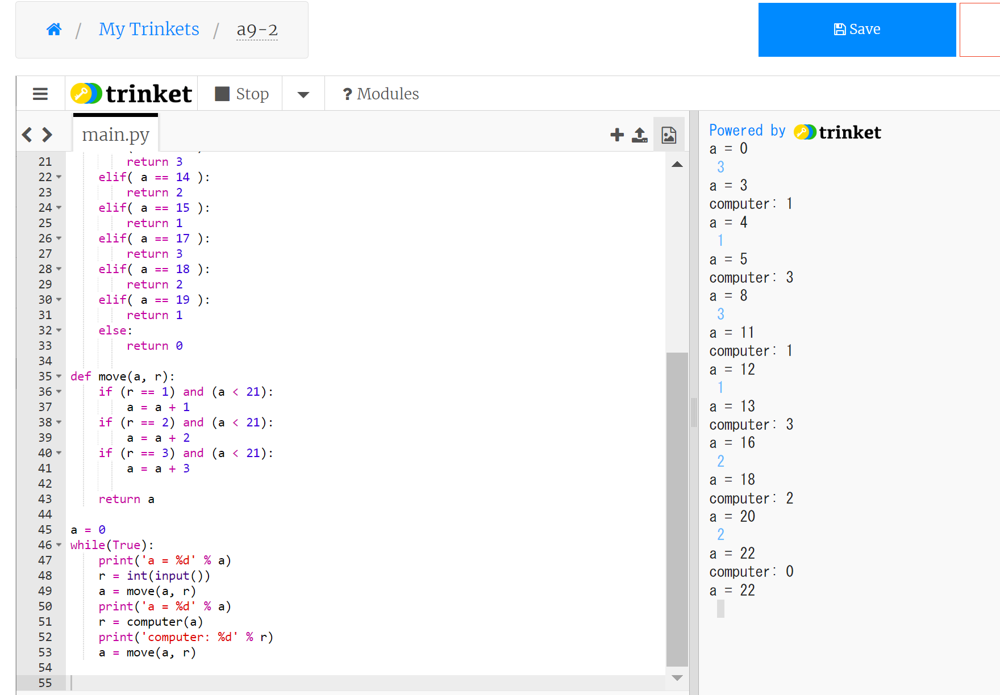 / My Trinkets / a9-2
Save
trinket Stop ? Modules
main.py
21 return 3
22 elif( a == 14 ):
23 return 2
24 elif( a == 15 ):
25 return 1
26 elif( a == 17 ):
27 return 3
28 elif( a == 18 ):
29 return 2
30 elif( a == 19 ):
31 return 1
32 else:
33 return 0
34
35 def move(a, r):
36 if (r == 1) and (a < 21):
37 a = a + 1
38 if (r == 2) and (a < 21):
39 a = a + 2
40 if (r == 3) and (a < 21):
41 a = a + 3
42
43 return a
44
45 a = 0
46 while(True):
47 print('a = %d' % a)
48 r = int(input())
49 a = move(a, r)
50 print('a = %d' % a)
51 r = computer(a)
52 print('computer: %d' % r)
53 a = move(a, r)
54
55
Powered by trinket
a = 0
3
a = 3
computer: 1
a = 4
1
a = 5
computer: 3
a = 8
3
a = 11
computer: 1
a = 12
1
a = 13
computer: 3
a = 16
2
a = 18
computer: 2
a = 20
2
a = 22
computer: 0
a = 22